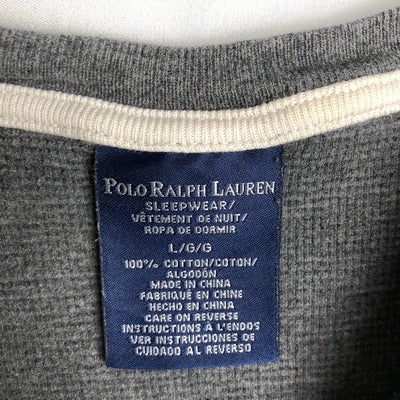 POLO RALPH LAUREN
SLEEPWEAR/
VÊTEMENT DE NUIT/
ROPA DE DORMIR
L/G/G
100% COTTON/COTON/
ALGODÓN
MADE IN CHINA
FABRIQUÉ EN CHINE
HECHO EN CHINA
CARE ON REVERSE
INSTRUCTIONS À L'ENDOS
VER INSTRUCCIONES DE
CUIDADO AL REVERSO